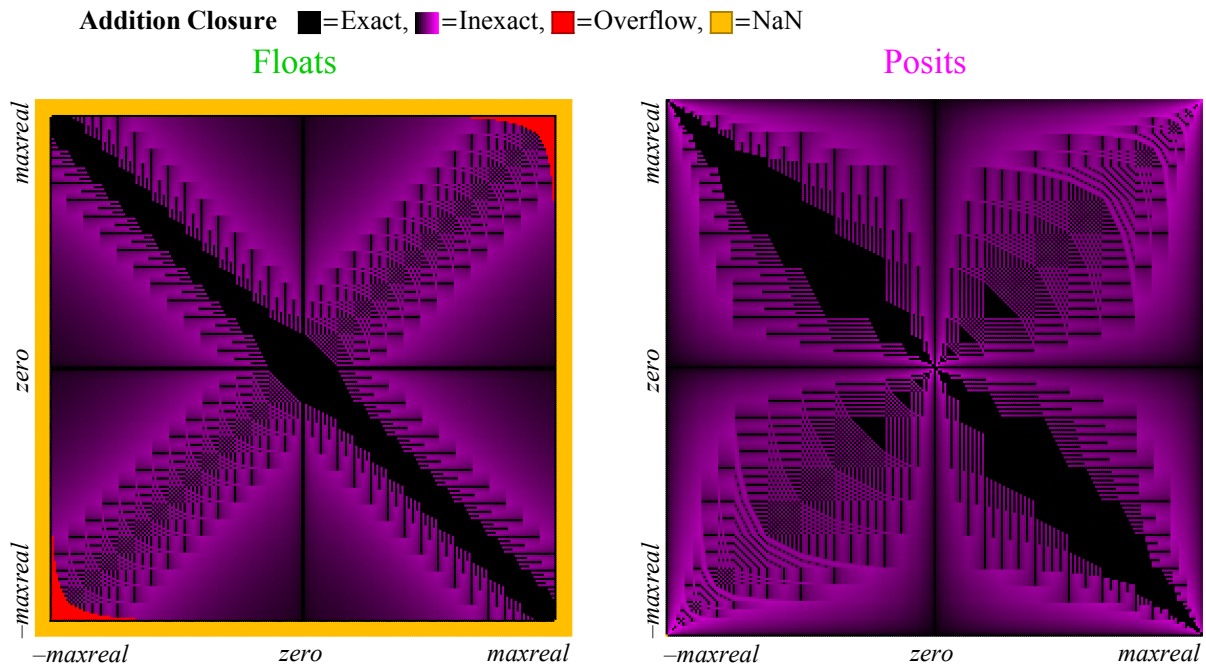 Addition Closure ■=Exact, ■=Inexact, ■=Overflow, ■=NaN
Floats
Posits
maxreal
zero
–maxreal
–maxreal zero maxreal
maxreal
zero
–maxreal
–maxreal zero maxreal